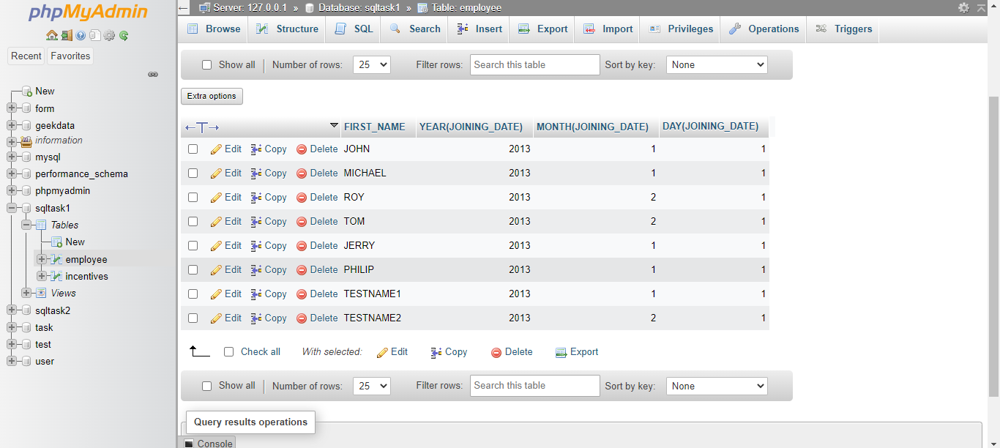 phpMyAdmin
Recent Favorites
New
form
geekdata
information
mysql
performance_schema
phpmyadmin
sqltask1
Tables
New
employee
incentives
Views
sqltask2
task
test
user
Server: 127.0.0.1 » Database: sqltask1 » Table: employee
Browse Structure SQL Search Insert Export Import Privileges Operations Triggers
Show all Number of rows: 25 Filter rows: Search this table Sort by key: None
Extra options
←T→ FIRST_NAME YEAR(JOINING_DATE) MONTH(JOINING_DATE) DAY(JOINING_DATE)
Edit Copy Delete JOHN 2013 1 1
Edit Copy Delete MICHAEL 2013 1 1
Edit Copy Delete ROY 2013 2 1
Edit Copy Delete TOM 2013 2 1
Edit Copy Delete JERRY 2013 1 1
Edit Copy Delete PHILIP 2013 1 1
Edit Copy Delete TESTNAME1 2013 1 1
Edit Copy Delete TESTNAME2 2013 2 1
Check all With selected: Edit Copy Delete Export
Show all Number of rows: 25 Filter rows: Search this table Sort by key: None
Query results operations
Console